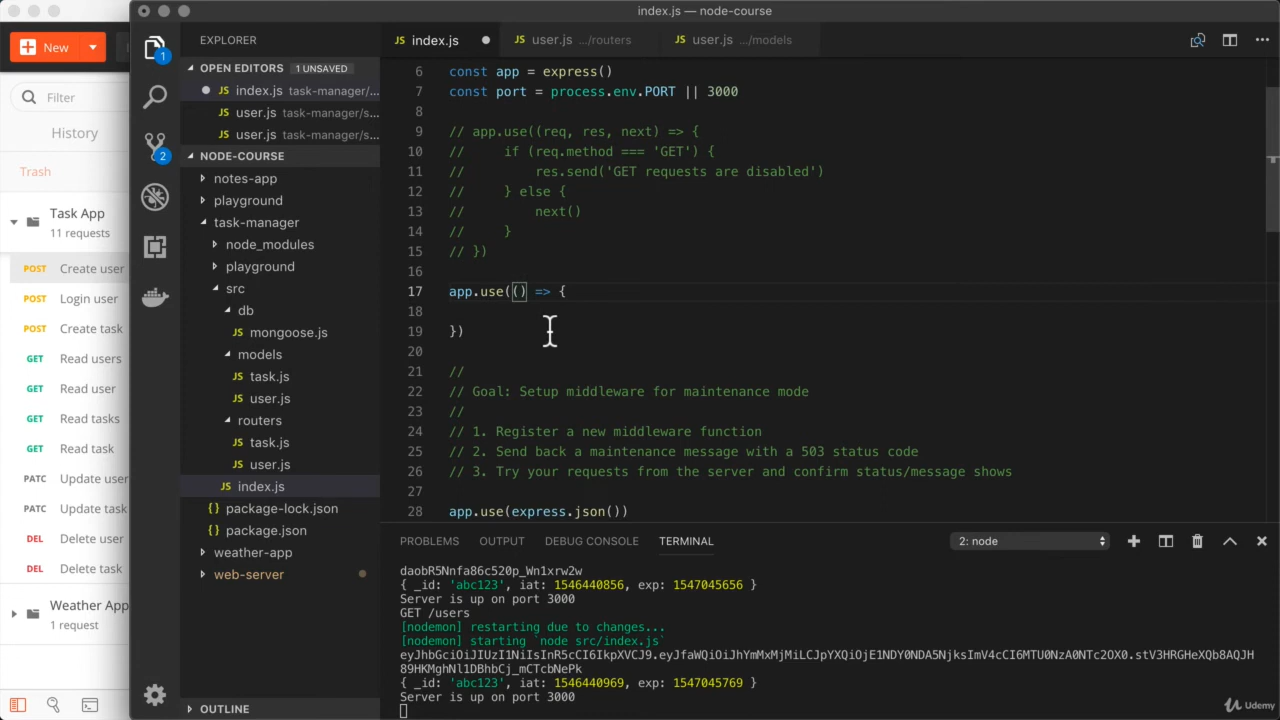 index.js — node-course
New
Filter
History
Trash
Task App
11 requests
POST Create user
POST Login user
POST Create task
GET Read users
GET Read user
GET Read tasks
GET Read task
PATC Update user
PATC Update task
DEL Delete user
DEL Delete task
Weather App
1 request
1
2
EXPLORER
OPEN EDITORS 1 UNSAVED
JS index.js task-manager/...
JS user.js task-manager/s...
JS user.js task-manager/s...
NODE-COURSE
notes-app
playground
task-manager
node_modules
playground
src
db
JS mongoose.js
models
JS task.js
JS user.js
routers
JS task.js
JS user.js
JS index.js
{} package-lock.json
{} package.json
weather-app
web-server
OUTLINE
JS index.js
JS user.js .../routers
JS user.js .../models
6 const app = express()
7 const port = process.env.PORT || 3000
8
9 // app.use((req, res, next) => {
10 //     if (req.method === 'GET') {
11 //         res.send('GET requests are disabled')
12 //     } else {
13 //         next()
14 //     }
15 // })
16
17 app.use(() => {
18
19 })
20
21 //
22 // Goal: Setup middleware for maintenance mode
23 //
24 // 1. Register a new middleware function
25 // 2. Send back a maintenance message with a 503 status code
26 // 3. Try your requests from the server and confirm status/message shows
27
28 app.use(express.json())
PROBLEMS OUTPUT DEBUG CONSOLE TERMINAL
2: node
daobR5Nnfa86c520p_Wn1xrw2w
{ _id: 'abc123', iat: 1546440856, exp: 1547045656 }
Server is up on port 3000
GET /users
[nodemon] restarting due to changes...
[nodemon] starting `node src/index.js`
eyJhbGciOiJIUzI1NiIsInR5cCI6IkpXVCJ9.eyJfaWQiOiJhYmMxMjMiLCJpYXQiOjE1NDY0NDA5NjksImV4cCI6MTU0NzA0NTc2OX0.stV3HRGHeXQb8AQJH
89HKMghNl1DBhbCj_mCTcbNePk
{ _id: 'abc123', iat: 1546440969, exp: 1547045769 }
Server is up on port 3000
Udemy